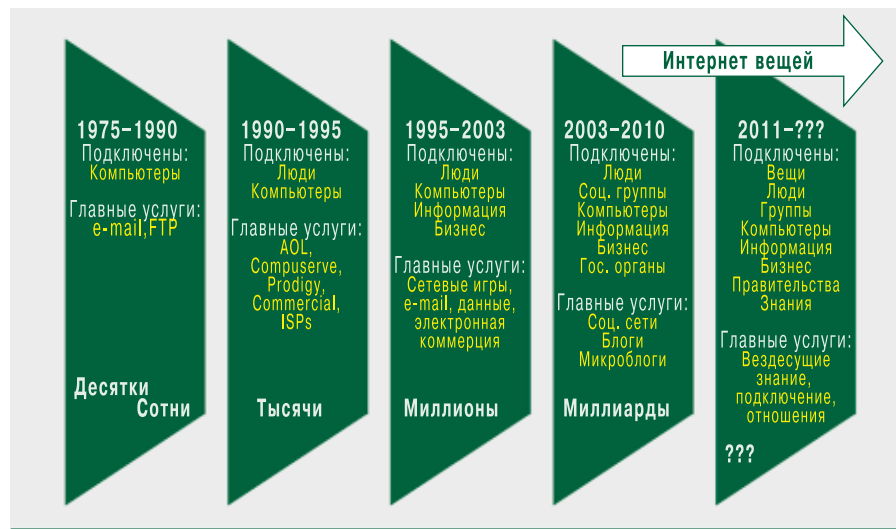 Интернет вещей
1975–1990
Подключены:
Компьютеры
Главные услуги:
e-mail,FTP
Десятки
Сотни
1990–1995
Подключены:
Люди
Компьютеры
Главные услуги:
AOL,
Compuserve,
Prodigy,
Commercial,
ISPs
Тысячи
1995–2003
Подключены:
Люди
Компьютеры
Информация
Бизнес
Главные услуги:
Сетевые игры,
e-mail, данные,
электронная
коммерция
Миллионы
2003–2010
Подключены:
Люди
Соц. группы
Компьютеры
Информация
Бизнес
Гос. органы
Главные услуги:
Соц. сети
Блоги
Микроблоги
Миллиарды
2011–???
Подключены:
Вещи
Люди
Группы
Компьютеры
Информация
Бизнес
Правительства
Знания
Главные услуги:
Вездесущие
знание,
подключение,
отношения
???